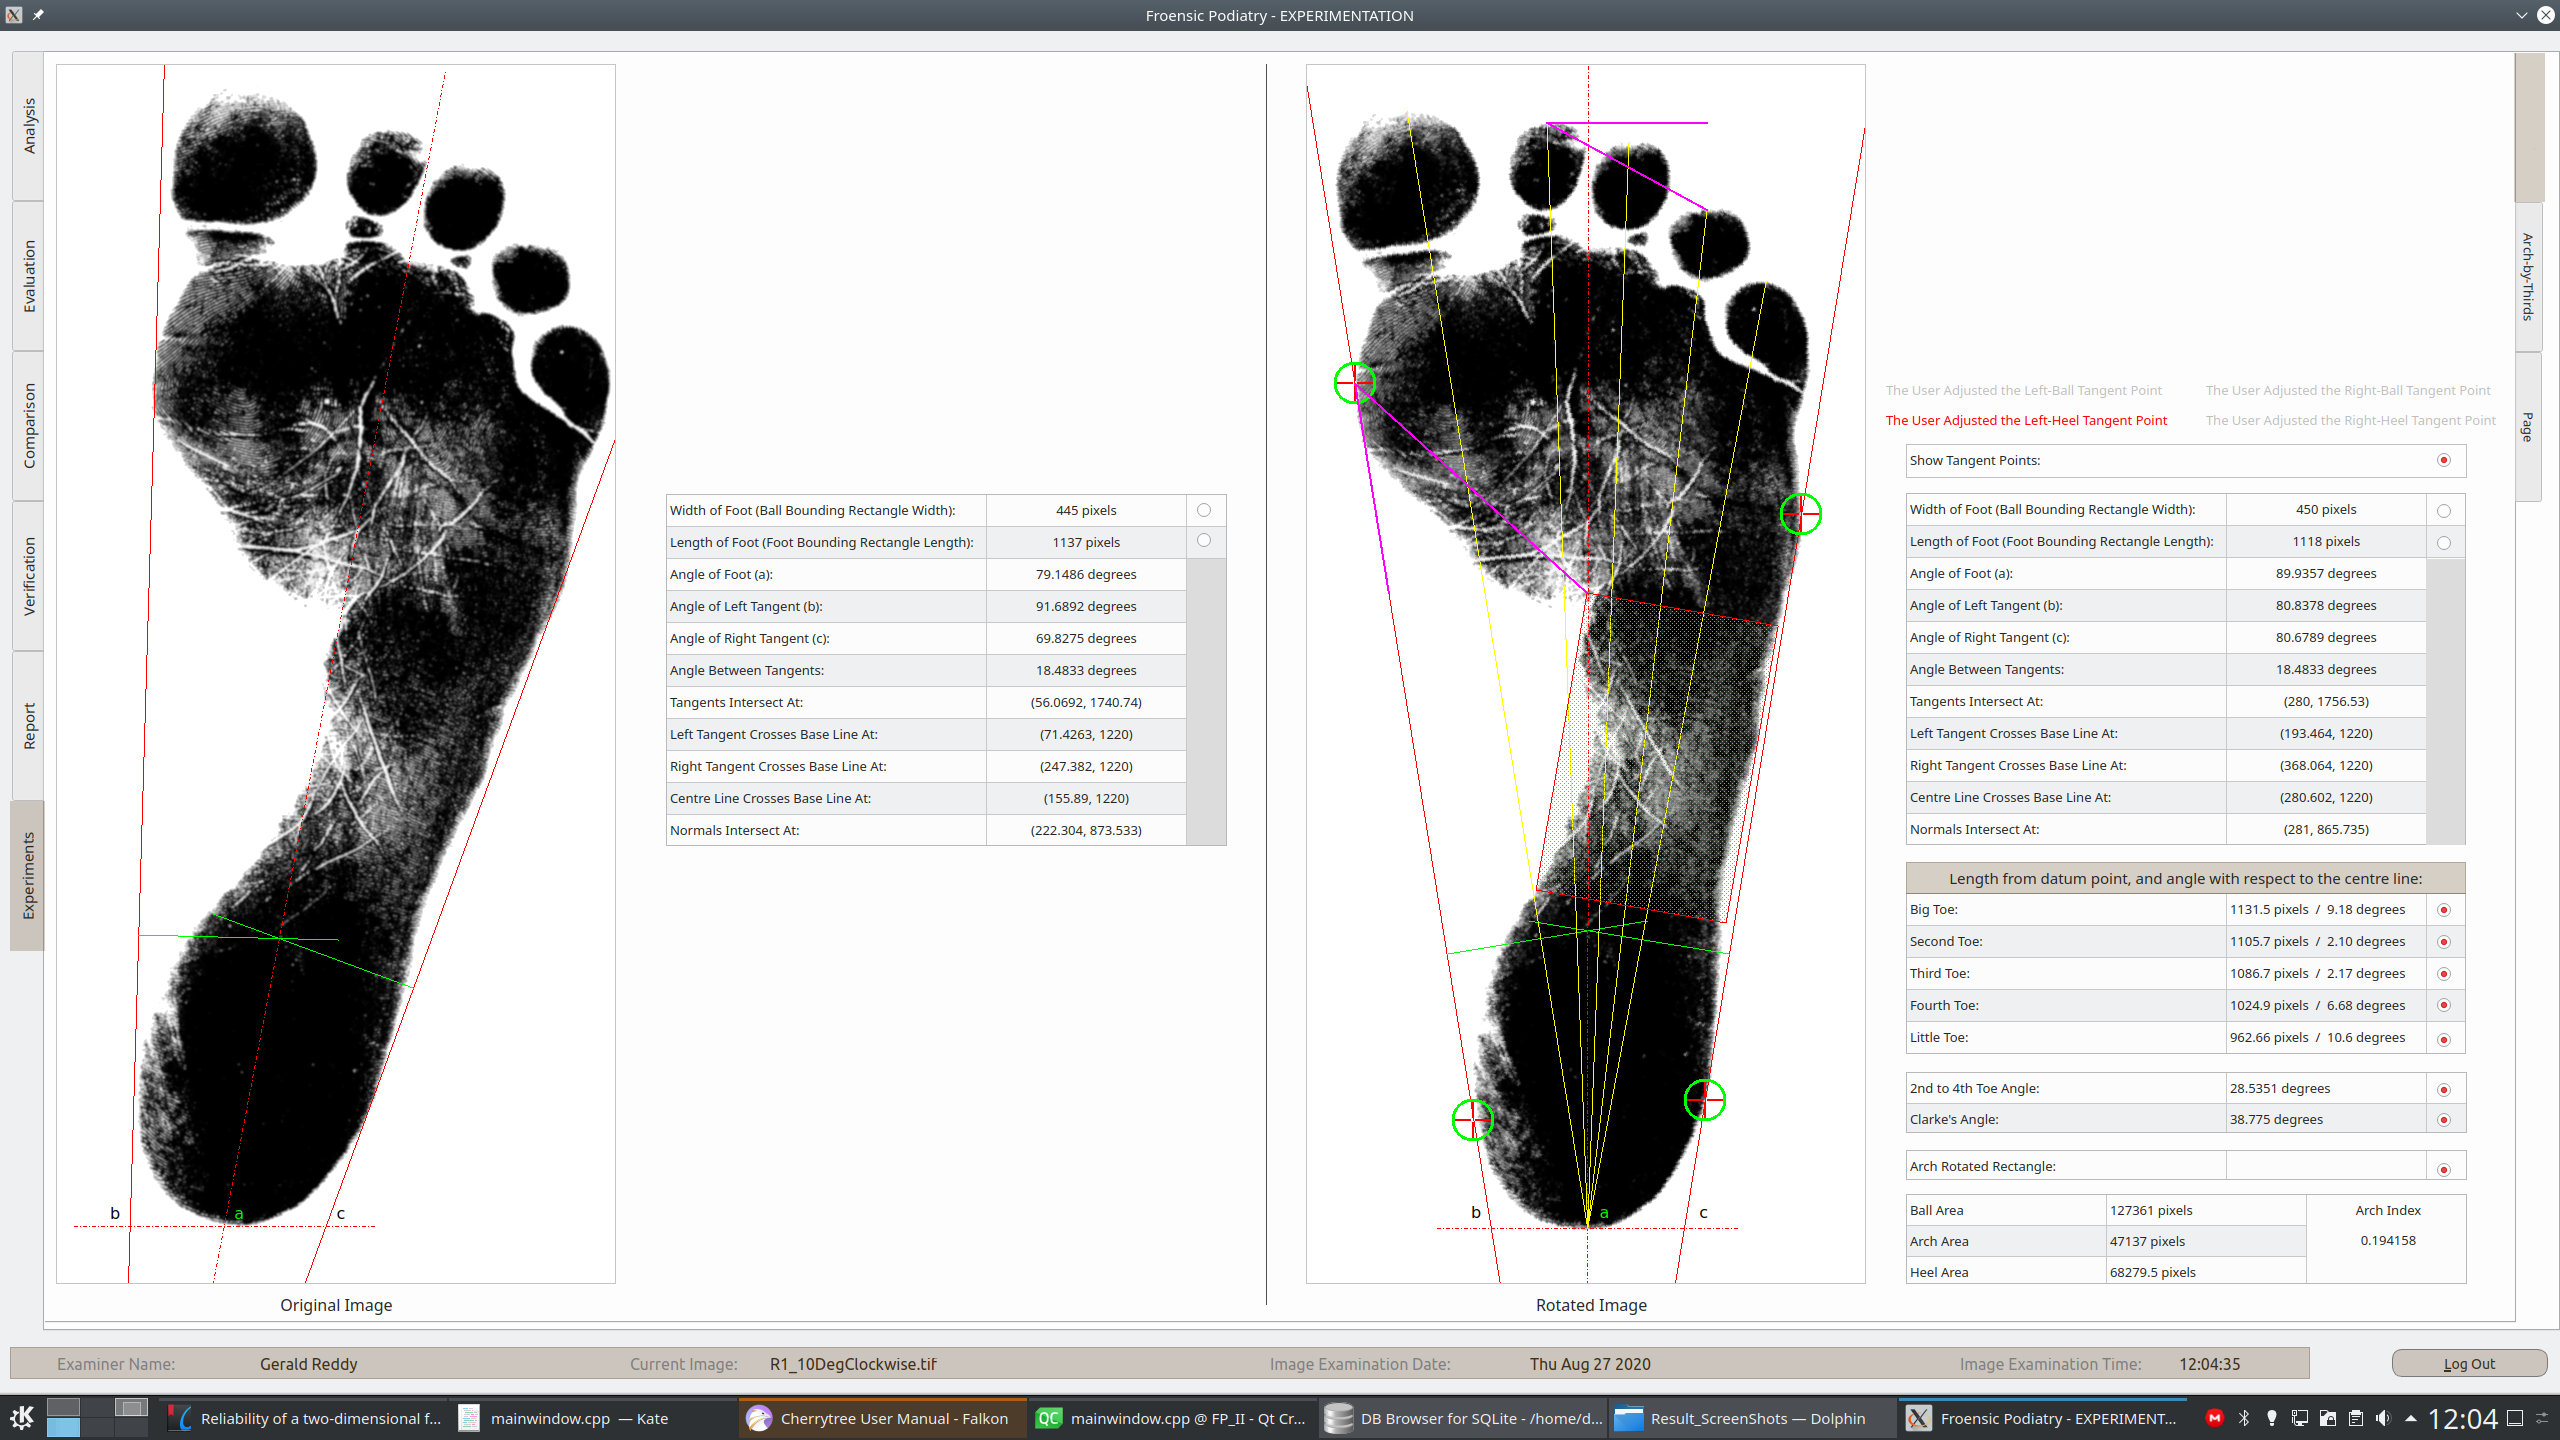 Froensic Podiatry - EXPERIMENTATION
Analysis
Evaluation
Comparison
Verification
Report
Experiments
b
a
c
Original Image
Width of Foot (Ball Bounding Rectangle Width): 445 pixels
Length of Foot (Foot Bounding Rectangle Length): 1137 pixels
Angle of Foot (a): 79.1486 degrees
Angle of Left Tangent (b): 91.6892 degrees
Angle of Right Tangent (c): 69.8275 degrees
Angle Between Tangents: 18.4833 degrees
Tangents Intersect At: (56.0692, 1740.74)
Left Tangent Crosses Base Line At: (71.4263, 1220)
Right Tangent Crosses Base Line At: (247.382, 1220)
Centre Line Crosses Base Line At: (155.89, 1220)
Normals Intersect At: (222.304, 873.533)
b
a
c
Rotated Image
The User Adjusted the Left-Ball Tangent Point The User Adjusted the Right-Ball Tangent Point
The User Adjusted the Left-Heel Tangent Point The User Adjusted the Right-Heel Tangent Point
Show Tangent Points:
Width of Foot (Ball Bounding Rectangle Width): 450 pixels
Length of Foot (Foot Bounding Rectangle Length): 1118 pixels
Angle of Foot (a): 89.9357 degrees
Angle of Left Tangent (b): 80.8378 degrees
Angle of Right Tangent (c): 80.6789 degrees
Angle Between Tangents: 18.4833 degrees
Tangents Intersect At: (280, 1756.53)
Left Tangent Crosses Base Line At: (193.464, 1220)
Right Tangent Crosses Base Line At: (368.064, 1220)
Centre Line Crosses Base Line At: (280.602, 1220)
Normals Intersect At: (281, 865.735)
Length from datum point, and angle with respect to the centre line:
Big Toe: 1131.5 pixels / 9.18 degrees
Second Toe: 1105.7 pixels / 2.10 degrees
Third Toe: 1086.7 pixels / 2.17 degrees
Fourth Toe: 1024.9 pixels / 6.68 degrees
Little Toe: 962.66 pixels / 10.6 degrees
2nd to 4th Toe Angle: 28.5351 degrees
Clarke's Angle: 38.775 degrees
Arch Rotated Rectangle:
Ball Area 127361 pixels Arch Index
Arch Area 47137 pixels 0.194158
Heel Area 68279.5 pixels
Arch-by-Thirds
Page
Examiner Name: Gerald Reddy Current Image: R1_10DegClockwise.tif Image Examination Date: Thu Aug 27 2020 Image Examination Time: 12:04:35 Log Out
Reliability of a two-dimensional f... mainwindow.cpp — Kate Cherrytree User Manual - Falkon QC mainwindow.cpp @ FP_II - Qt Cr... DB Browser for SQLite - /home/d... Result_ScreenShots — Dolphin Froensic Podiatry - EXPERIMENT... 12:04